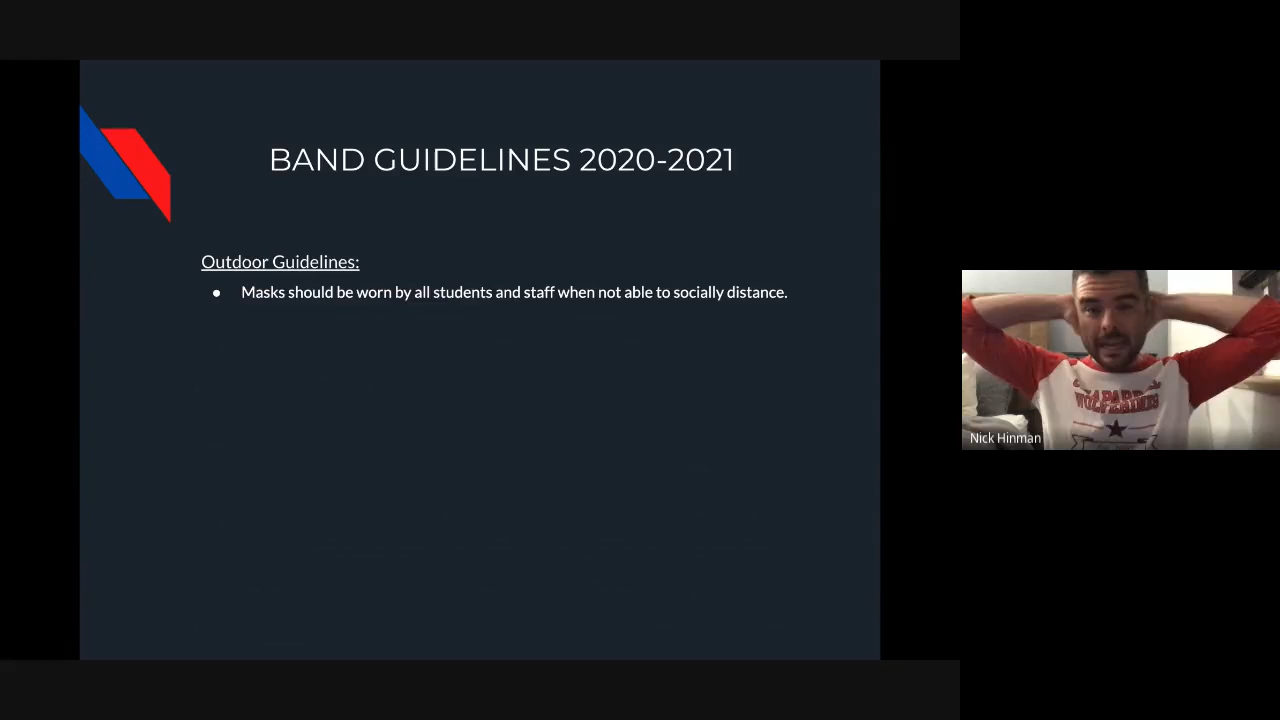 BAND GUIDELINES 2020-2021
Outdoor Guidelines:
● Masks should be worn by all students and staff when not able to socially distance.
WOLVERINES
Nick Hinman